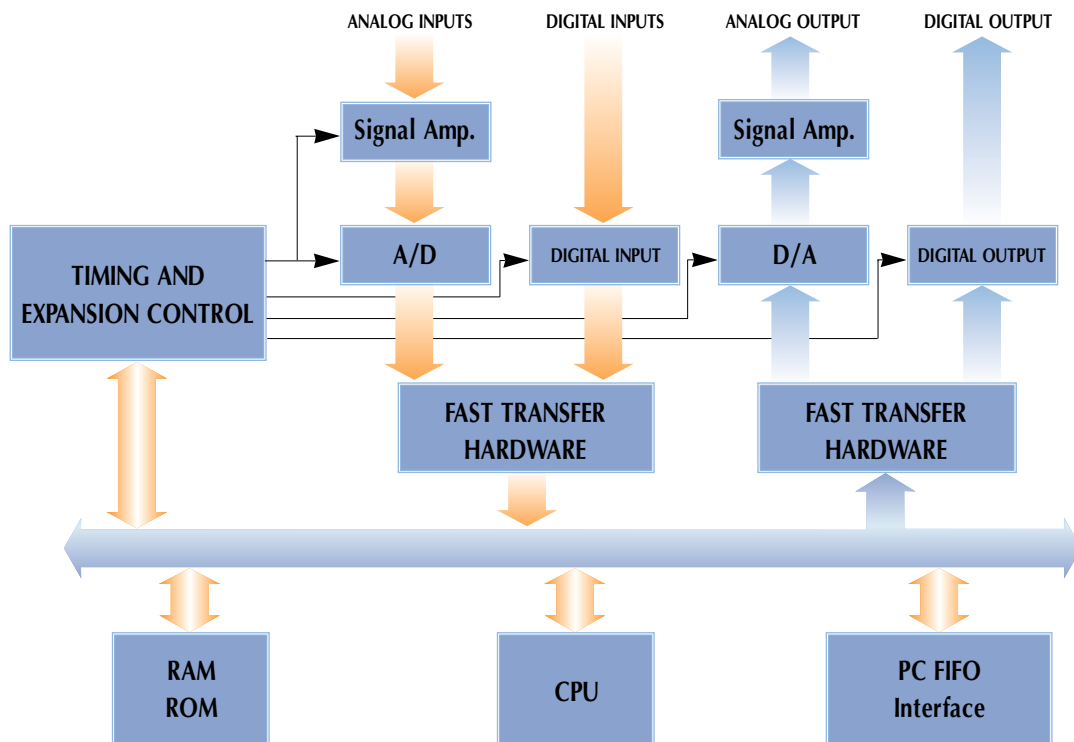 ANALOG INPUTS
DIGITAL INPUTS
ANALOG OUTPUT
DIGITAL OUTPUT
Signal Amp.
Signal Amp.
TIMING AND
EXPANSION CONTROL
A/D
DIGITAL INPUT
D/A
DIGITAL OUTPUT
FAST TRANSFER
HARDWARE
FAST TRANSFER
HARDWARE
RAM
ROM
CPU
PC FIFO
Interface